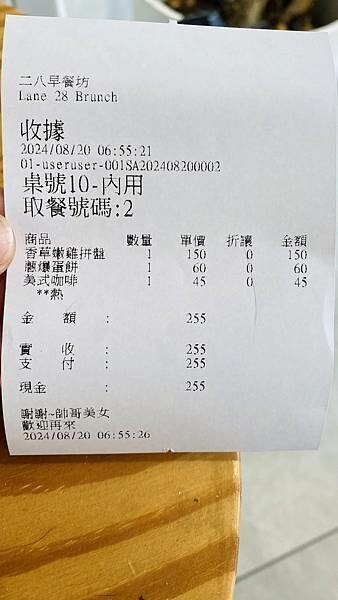 二八早餐坊
Lane 28 Brunch
收據
2024/08/20 06:55:21
01-useruser-001SA202408200002
桌號10-內用
取餐號碼:2
商品 數量 單價 折讓 金額
香草嫩雞拼盤 1 150 0 150
蔥爆蛋餅 1 60 0 60
美式咖啡 1 45 0 45
**熱
金 額 : 255
實 收 : 255
支 付 : 255
現金 : 255
謝謝~帥哥美女
歡迎再來
2024/08/20 06:55:26